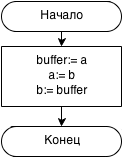 Начало
buffer:= a
a:= b
b:= buffer
Конец